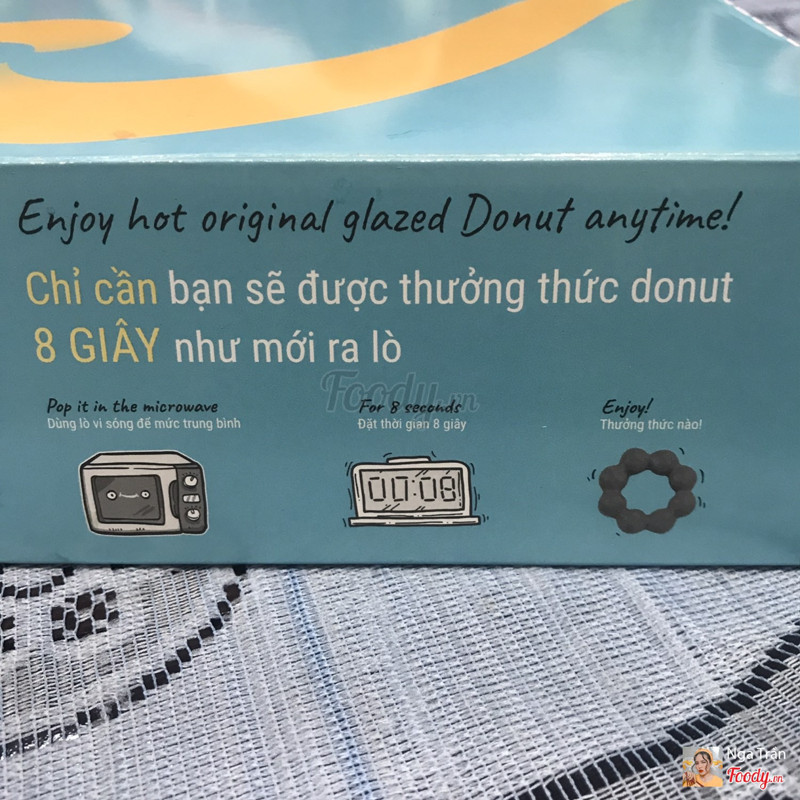 Enjoy hot original glazed Donut anytime!
Chỉ cần bạn sẽ được thưởng thức donut
8 GIÂY như mới ra lò
Foody.vn
Pop it in the microwave
Dùng lò vi sóng để mức trung bình
For 8 seconds
Đặt thời gian 8 giây
Enjoy!
Thưởng thức nào!
00:08
Nga Trần
Foody.vn